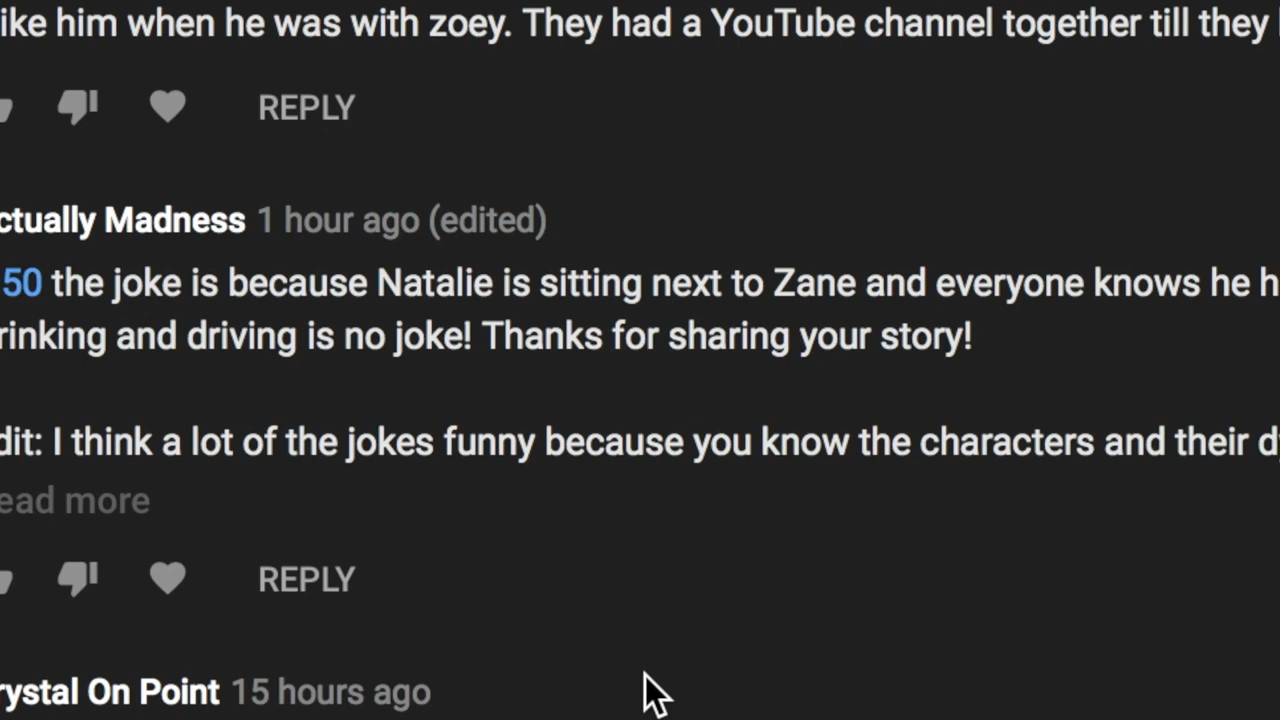 ike him when he was with zoey. They had a YouTube channel together till they
REPLY
ctually Madness 1 hour ago (edited)
50 the joke is because Natalie is sitting next to Zane and everyone knows he h
rinking and driving is no joke! Thanks for sharing your story!
dit: I think a lot of the jokes funny because you know the characters and their d
ead more
REPLY
rystal On Point 15 hours ago